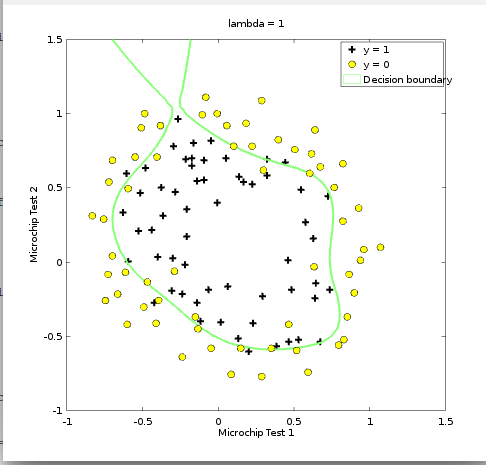 lambda = 1
y = 1
y = 0
Decision boundary
1.5
1
0.5
0
-0.5
-1
Microchip Test 2
-1
-0.5
0
0.5
1
1.5
Microchip Test 1